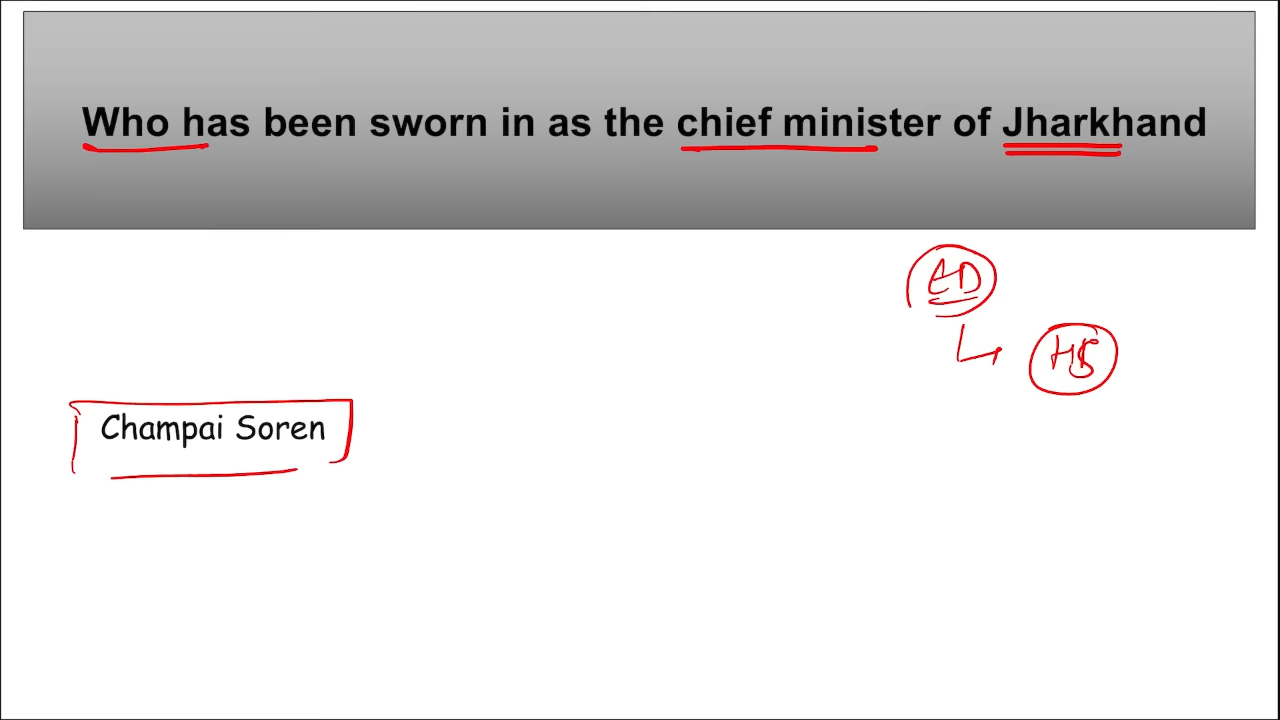 Who has been sworn in as the chief minister of Jharkhand
ED
HS
Champai Soren